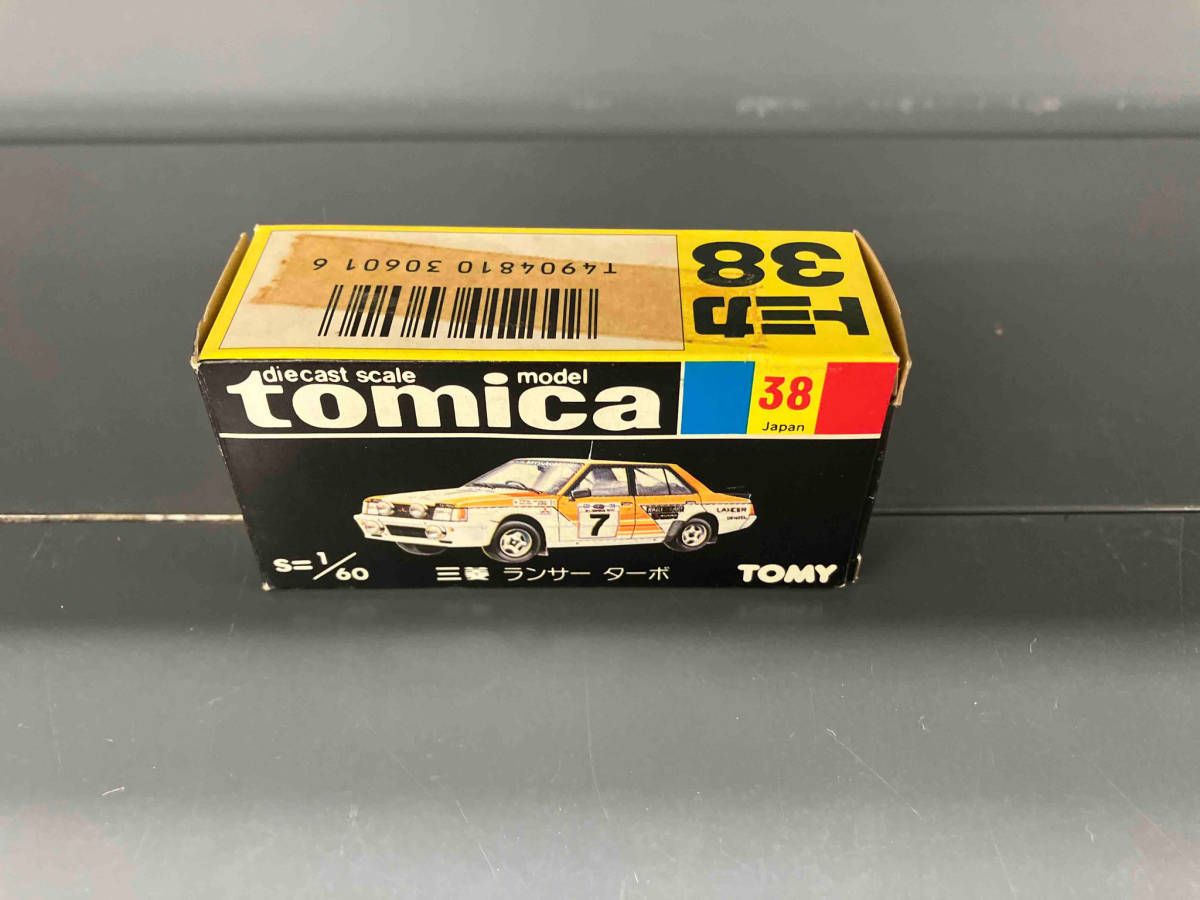 T4904810 30601 6
トミカ
38
diecast scale model
tomica
38
Japan
7
LANCER
S=1/60
三菱 ランサー ターボ
TOMY